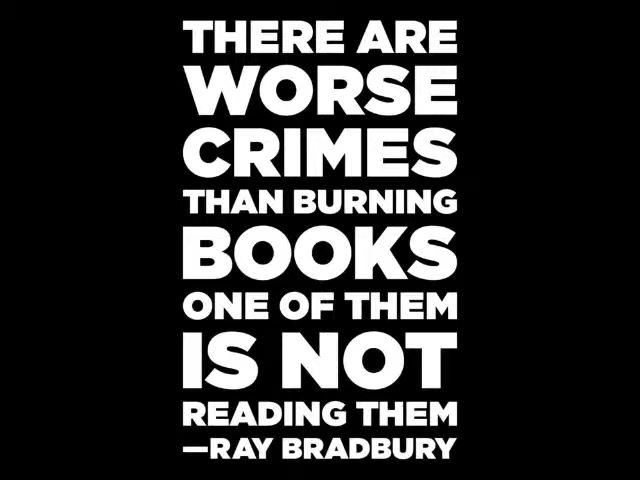 THERE ARE
WORSE
CRIMES
THAN BURNING
BOOKS
ONE OF THEM
IS NOT
READING THEM
—RAY BRADBURY